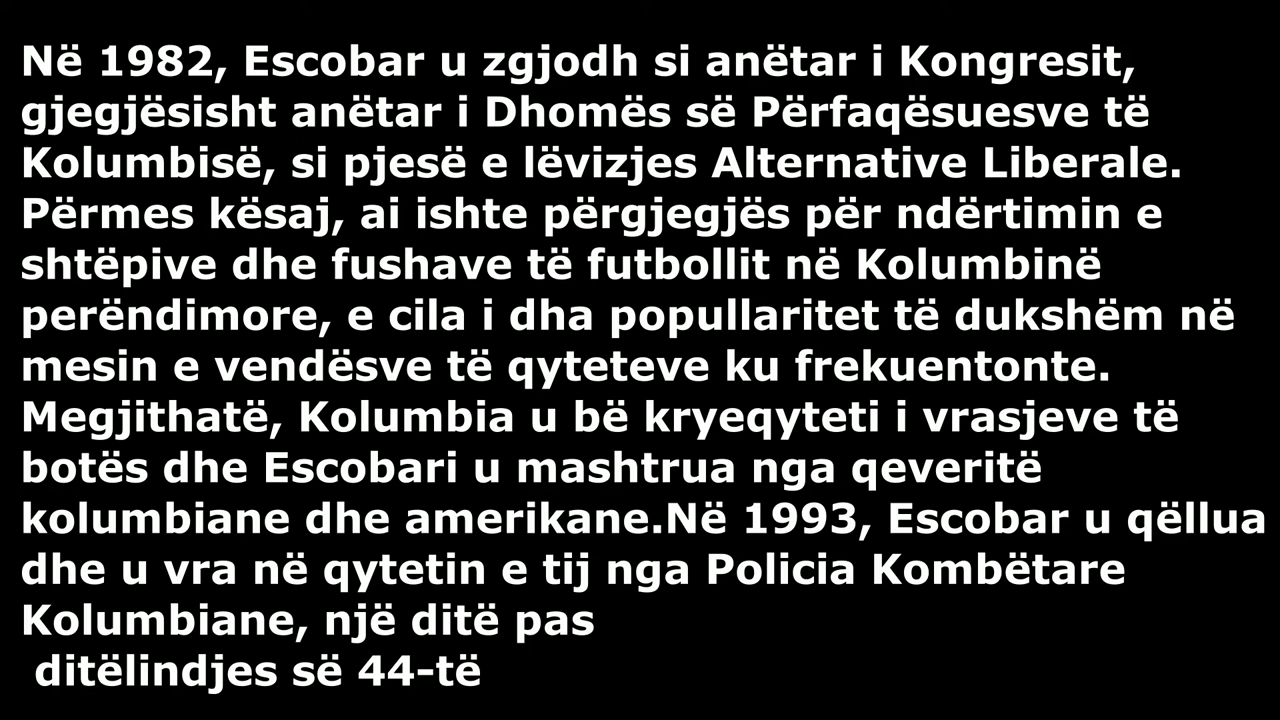 Në 1982, Escobar u zgjodh si anëtar i Kongresit,
gjegjësisht anëtar i Dhomës së Përfaqësuesve të
Kolumbisë, si pjesë e lëvizjes Alternative Liberale.
Përmes kësaj, ai ishte përgjegjës për ndërtimin e
shtëpive dhe fushave të futbollit në Kolumbinë
perëndimore, e cila i dha popullaritet të dukshëm në
mesin e vendësve të qyteteve ku frekuentonte.
Megjithatë, Kolumbia u bë kryeqyteti i vrasjeve të
botës dhe Escobari u mashtrua nga qeveritë
kolumbiane dhe amerikane.Në 1993, Escobar u qëllua
dhe u vra në qytetin e tij nga Policia Kombëtare
Kolumbiane, një ditë pas
ditëlindjes së 44-të